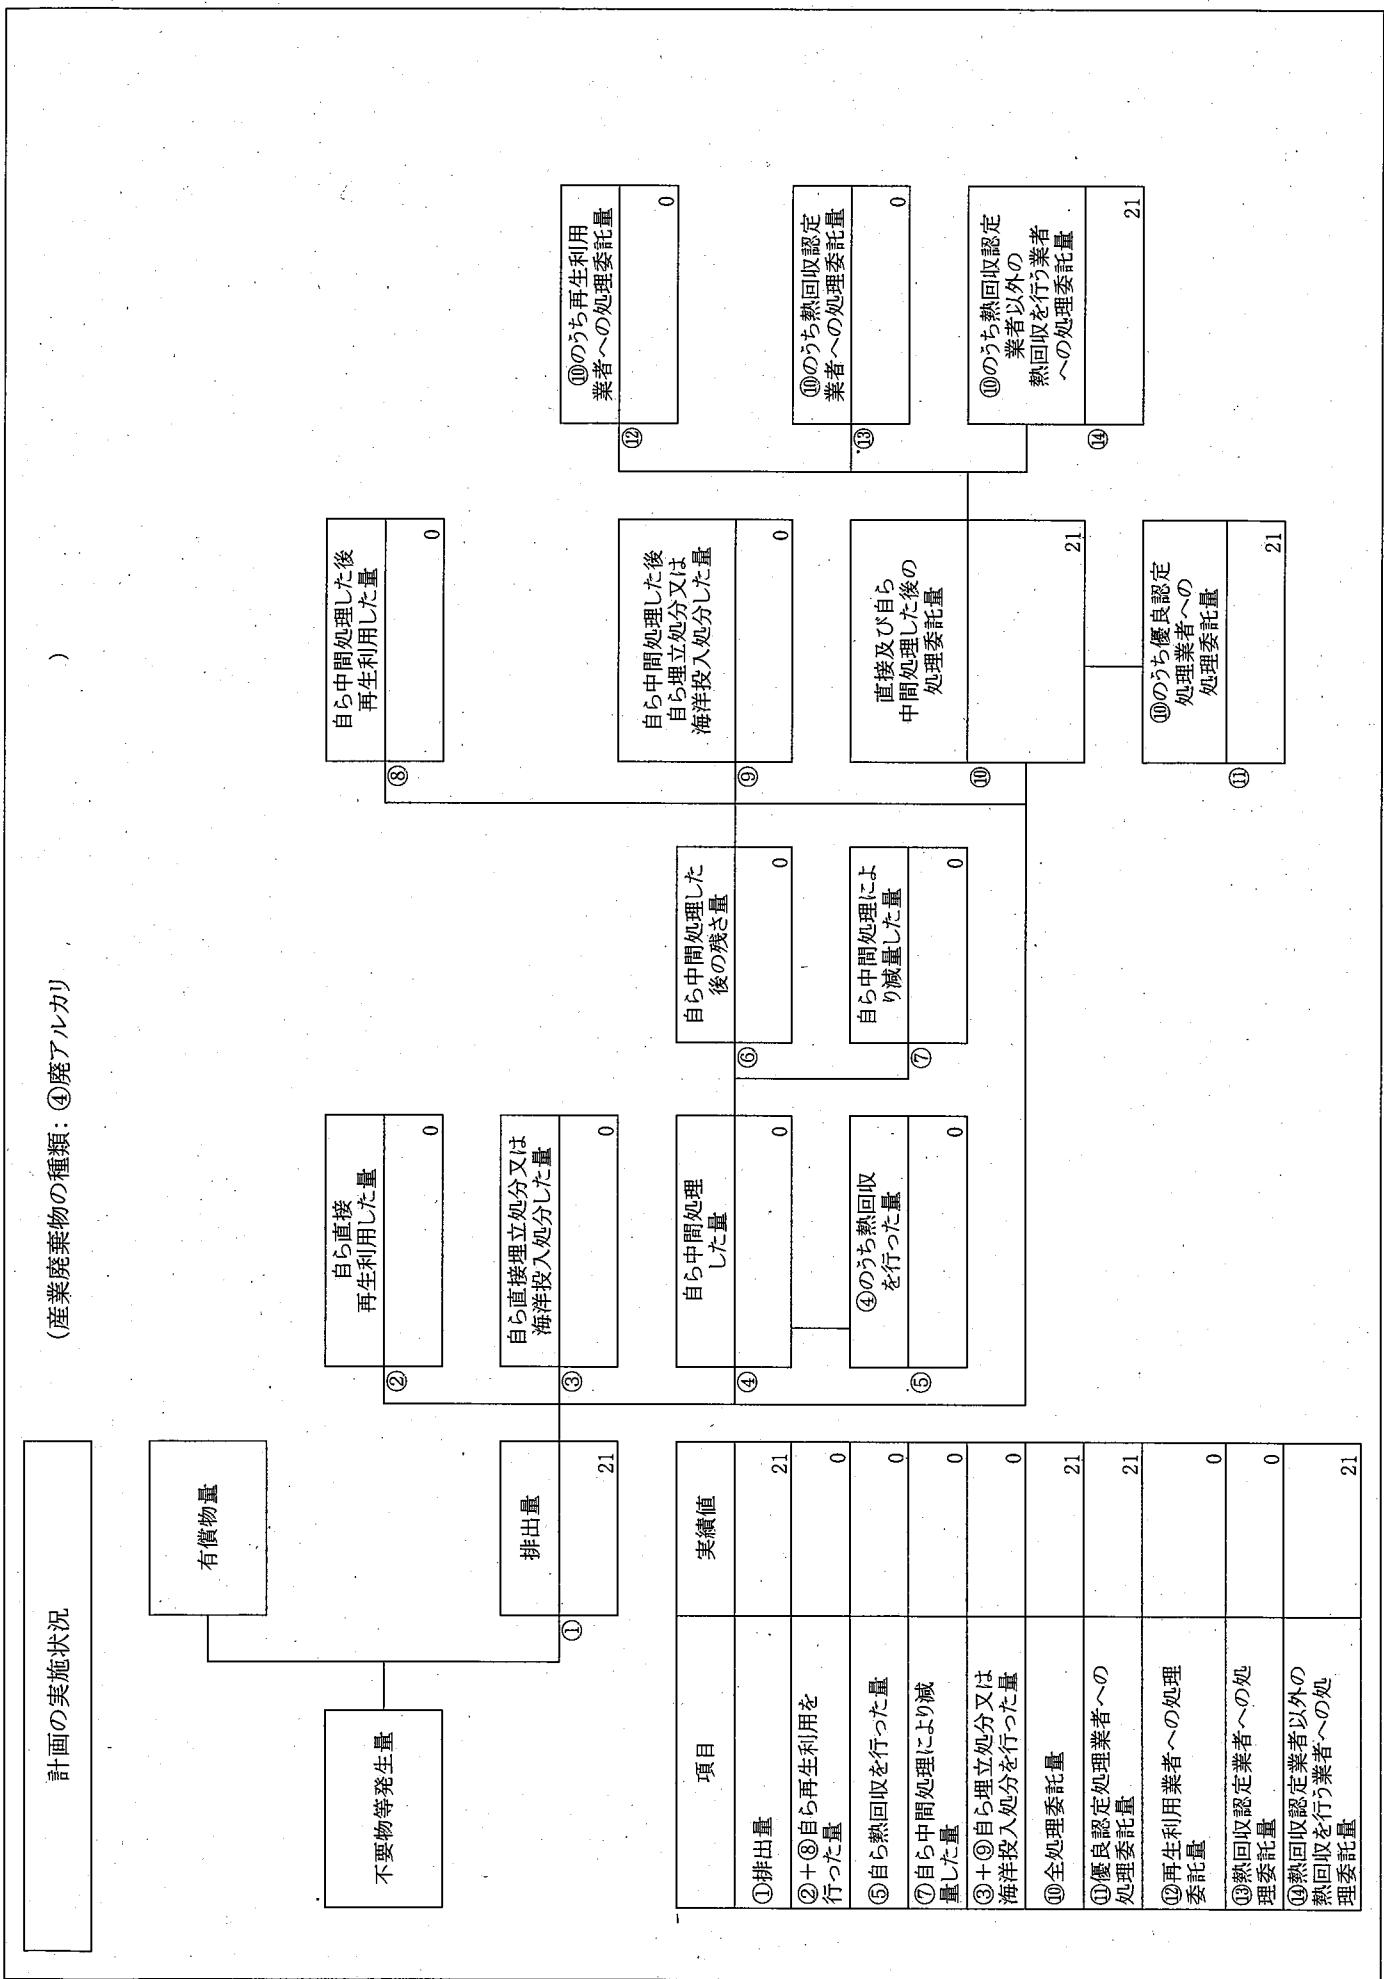 計画の実施状況
(産業廃棄物の種類: ④廃アルカリ )
不要物等発生量
有償物量
排出量
①
21
自ら直接
再生利用した量
②
0
自ら直接埋立処分又は
海洋投入処分した量
③
0
自ら中間処理
した量
④
0
④のうち熱回収
を行った量
⑤
0
自ら中間処理した
後の残さ量
⑥
0
自ら中間処理によ
り減量した量
⑦
0
自ら中間処理した後
再生利用した量
⑧
0
自ら中間処理した後
自ら埋立処分又は
海洋投入処分した量
⑨
0
直接及び自ら
中間処理した後の
処理委託量
⑩
21
⑩のうち優良認定
処理業者への
処理委託量
⑪
21
⑩のうち再生利用
業者への処理委託量
⑫
0
⑩のうち熱回収認定
業者への処理委託量
⑬
0
⑩のうち熱回収認定
業者以外の
熱回収を行う業者
への処理委託量
⑭
21
項目 実績値
①排出量 21
②+⑧自ら再生利用を
行った量 0
⑤自ら熱回収を行った量 0
⑦自ら中間処理により減
量した量 0
③+⑨自ら埋立処分又は
海洋投入処分を行った量 0
⑩全処理委託量 21
⑪優良認定処理業者への
処理委託量 21
⑫再生利用業者への処理
委託量 0
⑬熱回収認定業者への処
理委託量 0
⑭熱回収認定業者以外の
熱回収を行う業者への処
理委託量 21